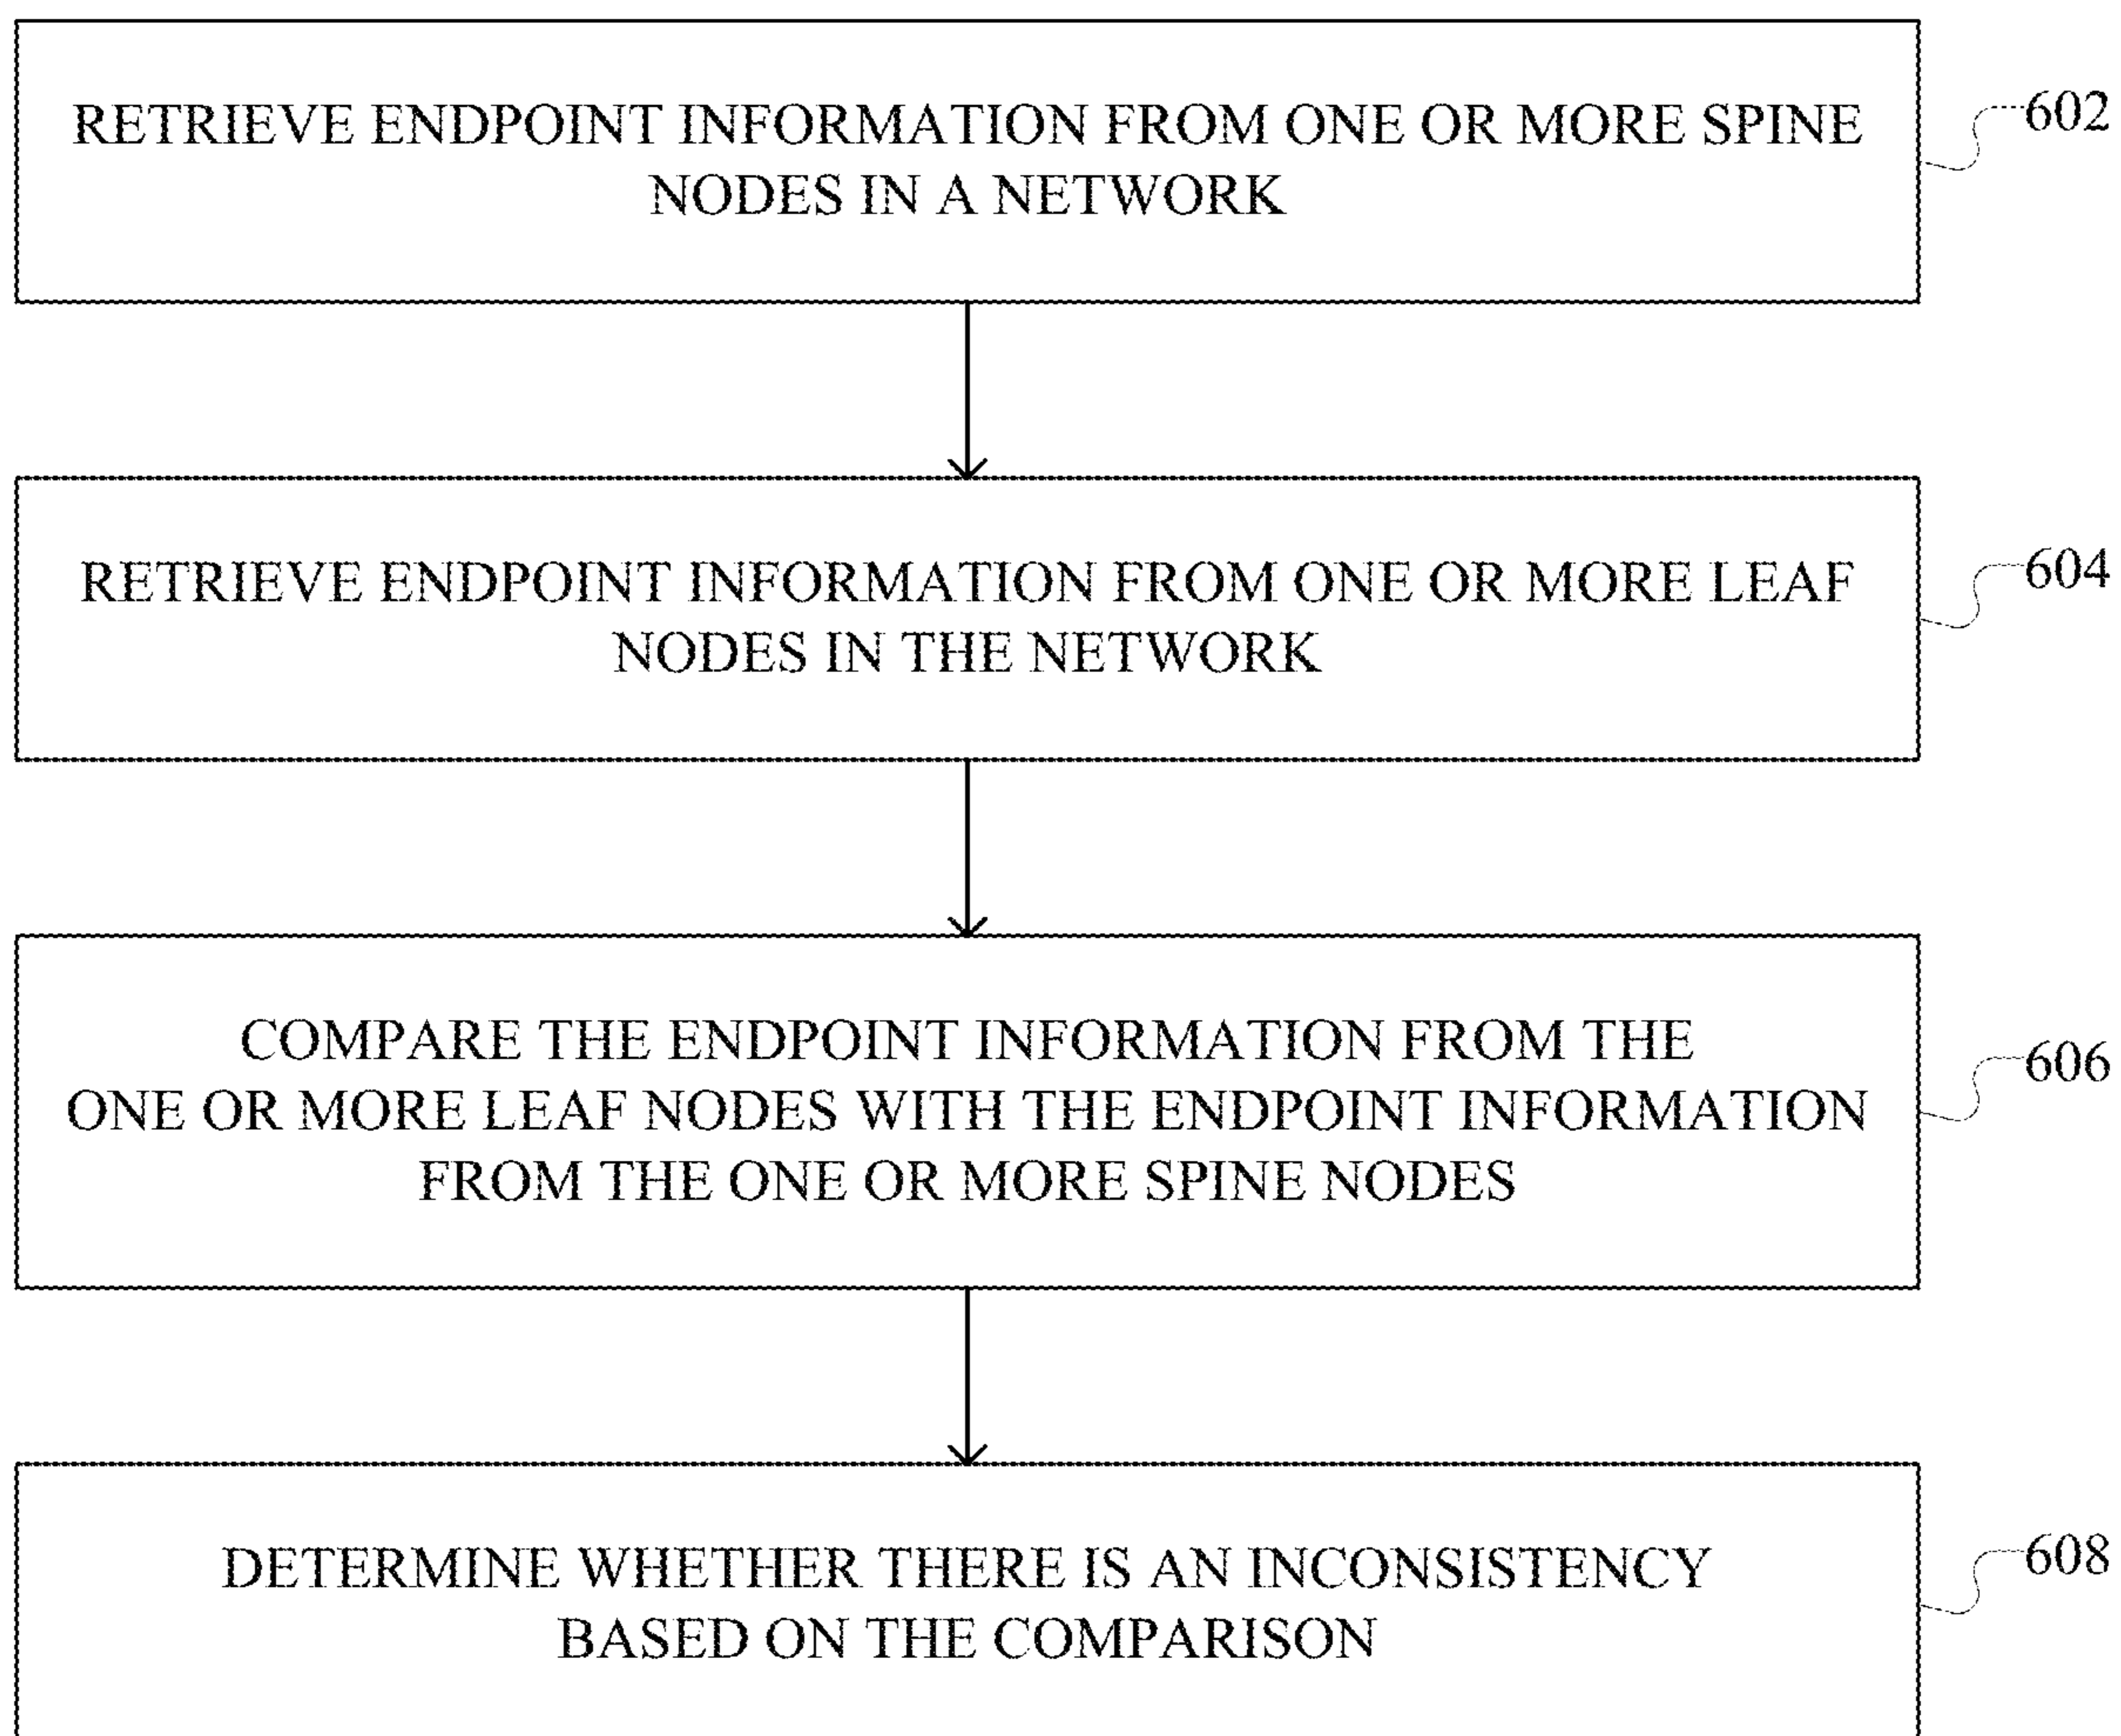 RETRIEVE ENDPOINT INFORMATION FROM ONE OR MORE SPINE
NODES IN A NETWORK
602
RETRIEVE ENDPOINT INFORMATION FROM ONE OR MORE LEAF
NODES IN THE NETWORK
604
COMPARE THE ENDPOINT INFORMATION FROM THE
ONE OR MORE LEAF NODES WITH THE ENDPOINT INFORMATION
FROM THE ONE OR MORE SPINE NODES
606
DETERMINE WHETHER THERE IS AN INCONSISTENCY
BASED ON THE COMPARISON
608